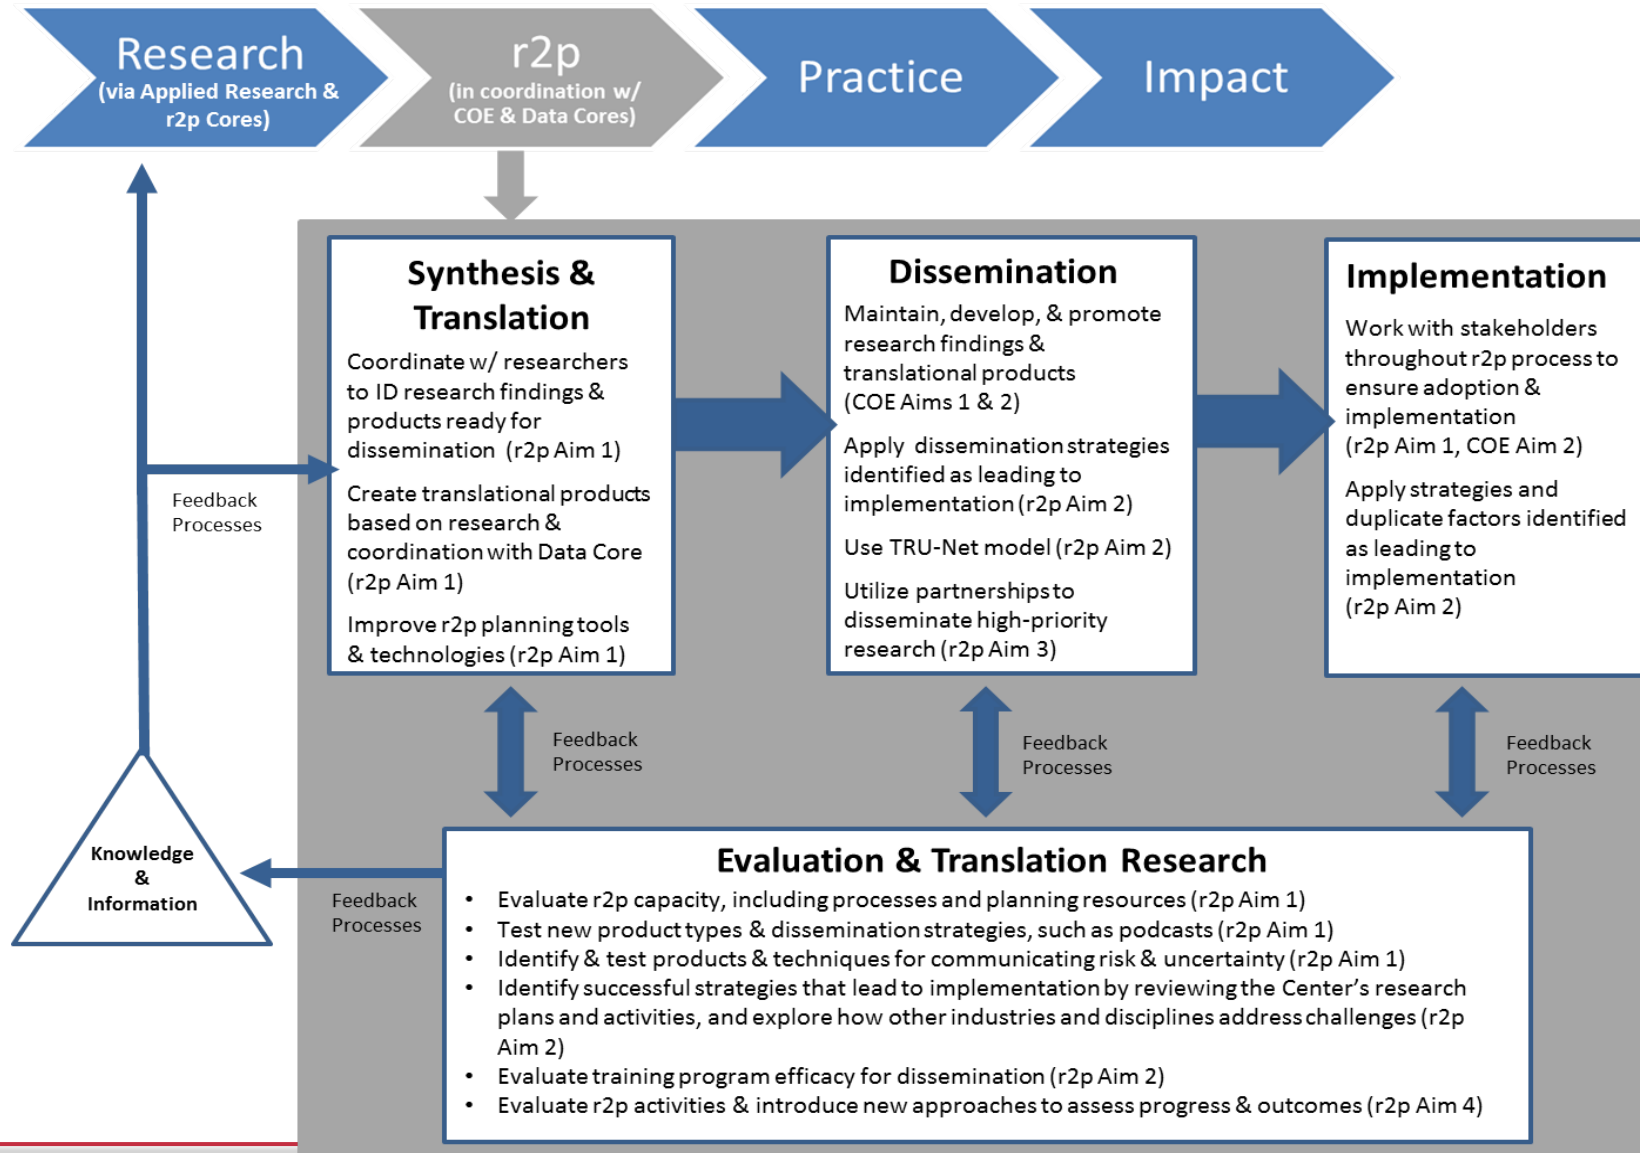 Research
(via Applied Research &
r2p Cores)
r2p
(in coordination w/
COE & Data Cores)
Practice
Impact
Synthesis &
Translation
Coordinate w/ researchers
to ID research findings &
products ready for
dissemination (r2p Aim 1)
Create translational products
based on research &
coordination with Data Core
(r2p Aim 1)
Improve r2p planning tools
& technologies (r2p Aim 1)
Dissemination
Maintain, develop, & promote
research findings &
translational products
(COE Aims 1 & 2)
Apply dissemination strategies
identified as leading to
implementation (r2p Aim 2)
Use TRU-Net model (r2p Aim 2)
Utilize partnerships to
disseminate high-priority
research (r2p Aim 3)
Implementation
Work with stakeholders
throughout r2p process to
ensure adoption &
implementation
(r2p Aim 1, COE Aim 2)
Apply strategies and
duplicate factors identified
as leading to
implementation
(r2p Aim 2)
Feedback
Processes
Feedback
Processes
Feedback
Processes
Feedback
Processes
Knowledge
&
Information
Feedback
Processes
Evaluation & Translation Research
• Evaluate r2p capacity, including processes and planning resources (r2p Aim 1)
• Test new product types & dissemination strategies, such as podcasts (r2p Aim 1)
• Identify & test products & techniques for communicating risk & uncertainty (r2p Aim 1)
• Identify successful strategies that lead to implementation by reviewing the Center’s research
plans and activities, and explore how other industries and disciplines address challenges (r2p
Aim 2)
• Evaluate training program efficacy for dissemination (r2p Aim 2)
• Evaluate r2p activities & introduce new approaches to assess progress & outcomes (r2p Aim 4)